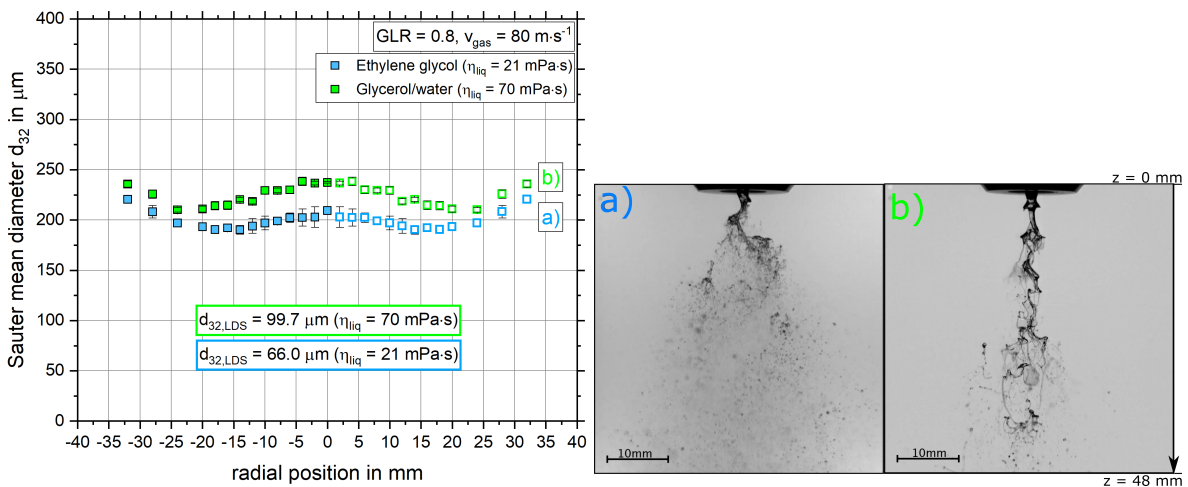 400
350
300
250
200
150
100
50
0
Sauter mean diameter d32 in μm
GLR = 0.8, vgas = 80 m·s-1
Ethylene glycol (ηliq = 21 mPa·s)
Glycerol/water (ηliq = 70 mPa·s)
b)
a)
d32,LDS = 99.7 μm (ηliq = 70 mPa·s)
d32,LDS = 66.0 μm (ηliq = 21 mPa·s)
-40 -35 -30 -25 -20 -15 -10 -5 0 5 10 15 20 25 30 35 40
radial position in mm
z = 0 mm
a)
b)
10mm
10mm
z = 48 mm